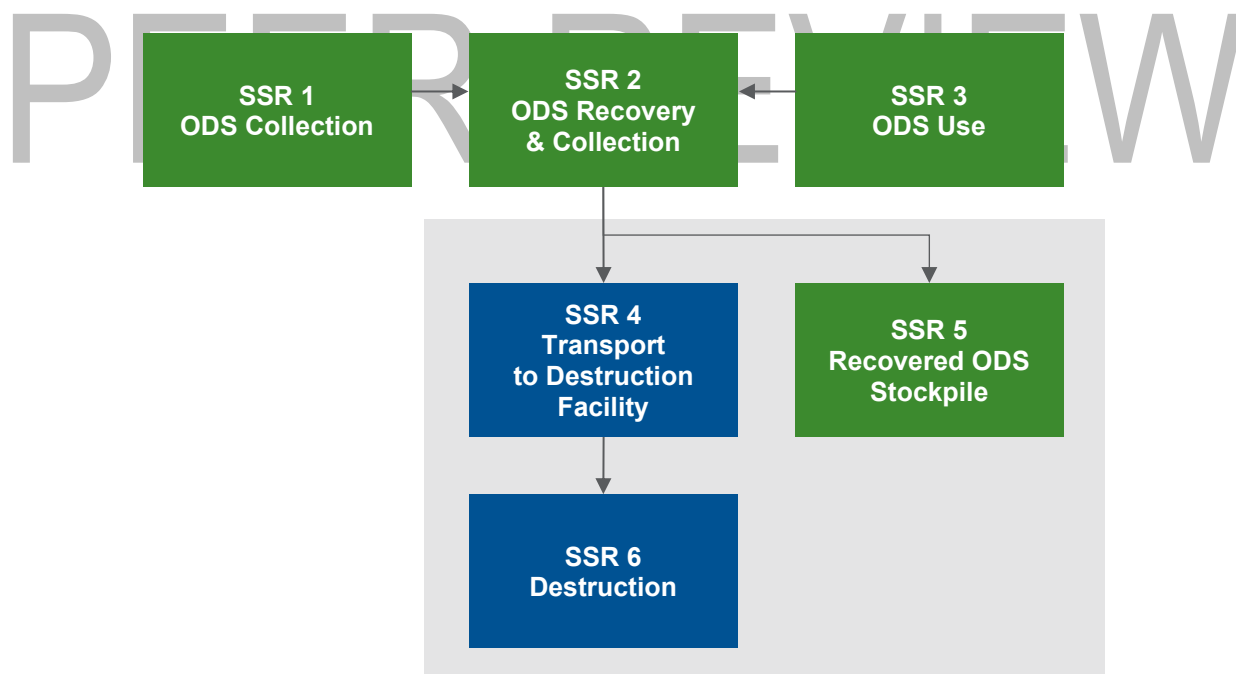 PEER REVIEW
SSR 1
ODS Collection
SSR 2
ODS Recovery
& Collection
SSR 3
ODS Use
SSR 4
Transport
to Destruction
Facility
SSR 5
Recovered ODS
Stockpile
SSR 6
Destruction